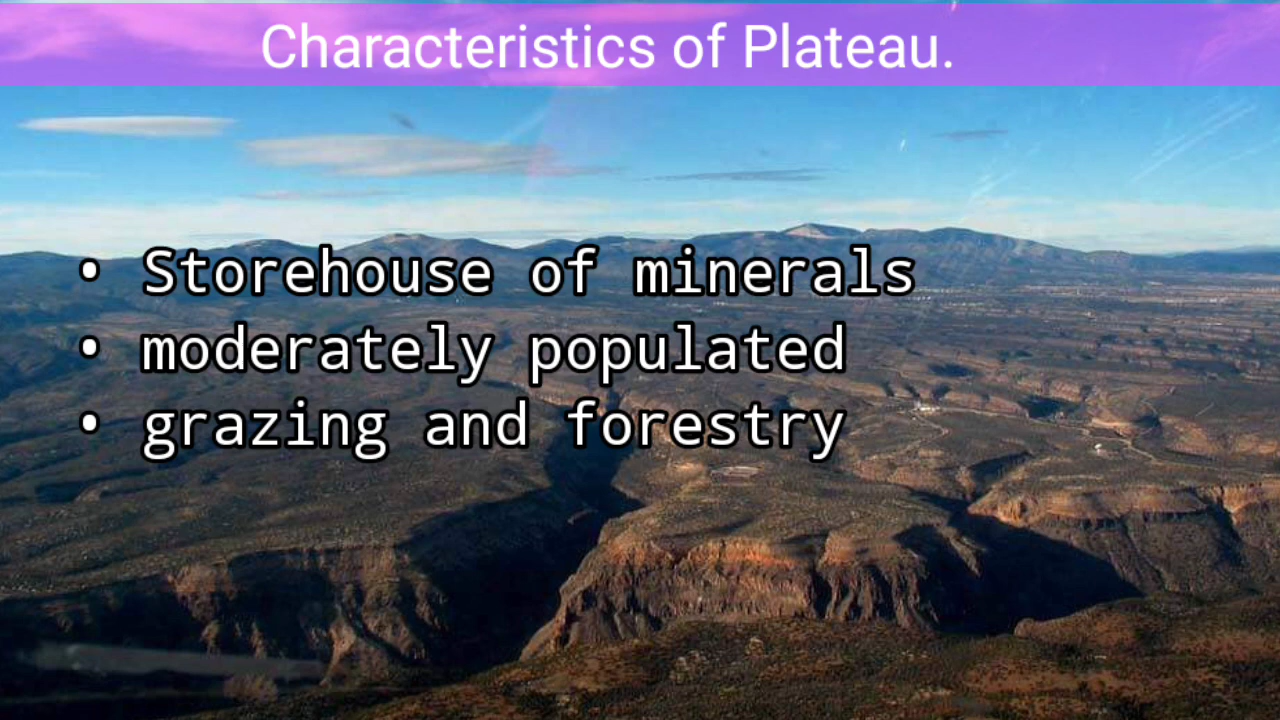 Characteristics of Plateau.
• Storehouse of minerals
• moderately populated
• grazing and forestry